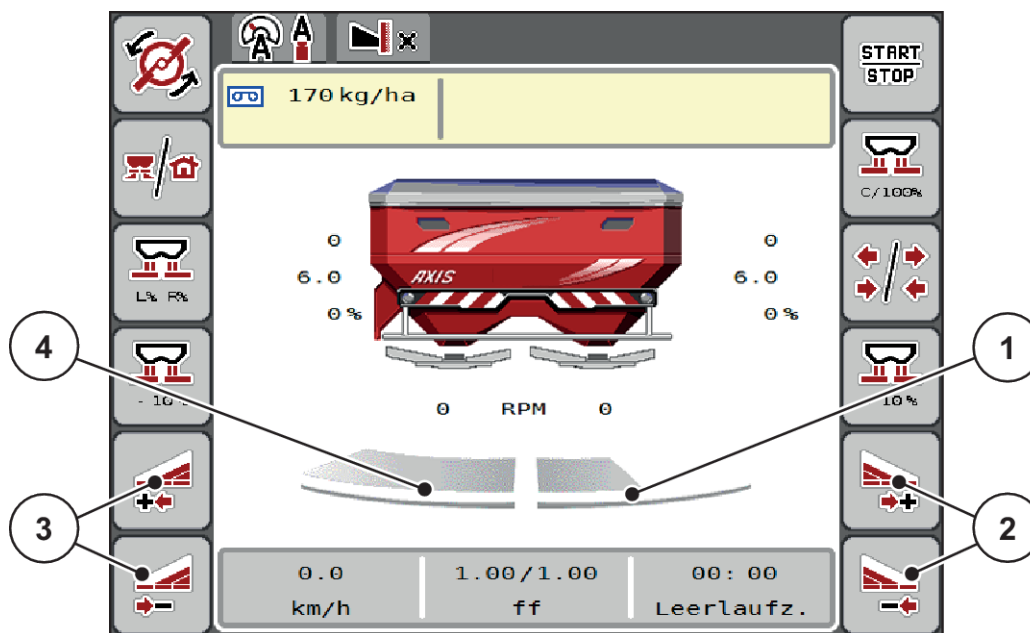 A A
START
STOP
170 kg/ha
C/100%
0 0
6.0 6.0
AXIS
L% R%
0% 0%
4
1
- 10%
0 RPM 0
10%
3
2
0.0 1.00/1.00 00:00
km/h ff Leerlaufz.